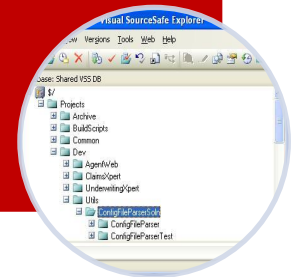 Visual SourceSafe Explorer
Versions Tools Web Help
base: Shared VSS DB
$/
Projects
Archive
BuildScripts
Common
Dev
AgentWeb
ClaimsXpert
UnderwritingXpert
Utils
ConfigFileParserSoln
ConfigFileParser
ConfigFileParserTest